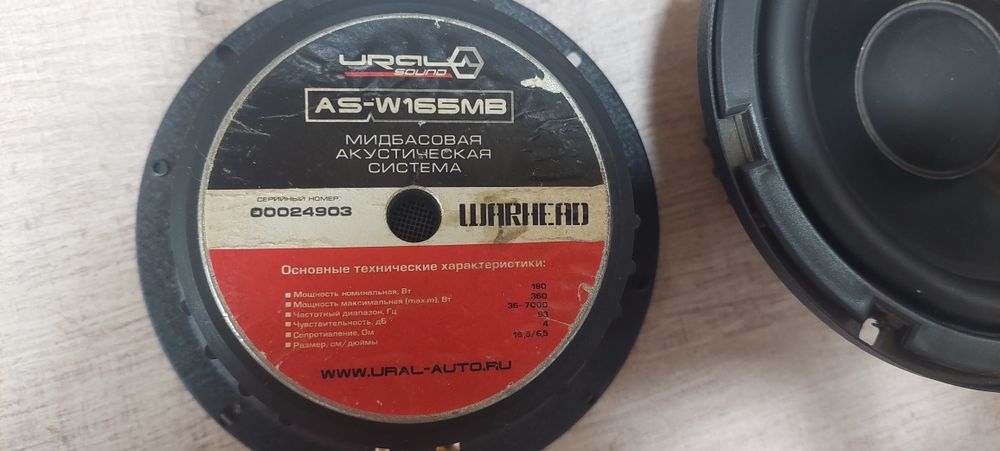 URAL
SOUND
AS-W165MB
МИДБАСОВАЯ
АКУСТИЧЕСКАЯ
СИСТЕМА
СЕРИЙНЫЙ НОМЕР:
00024903
WARHEAD
Основные технические характеристики:
Мощность номинальная, Вт 180
Мощность максимальная (max.m), Вт 360
Частотный диапазон, Гц 36-7000
Чувствительность, дБ 93
Сопротивление, Ом 4
Размер, см/дюймы 16,5/6,5
WWW.URAL-AUTO.RU